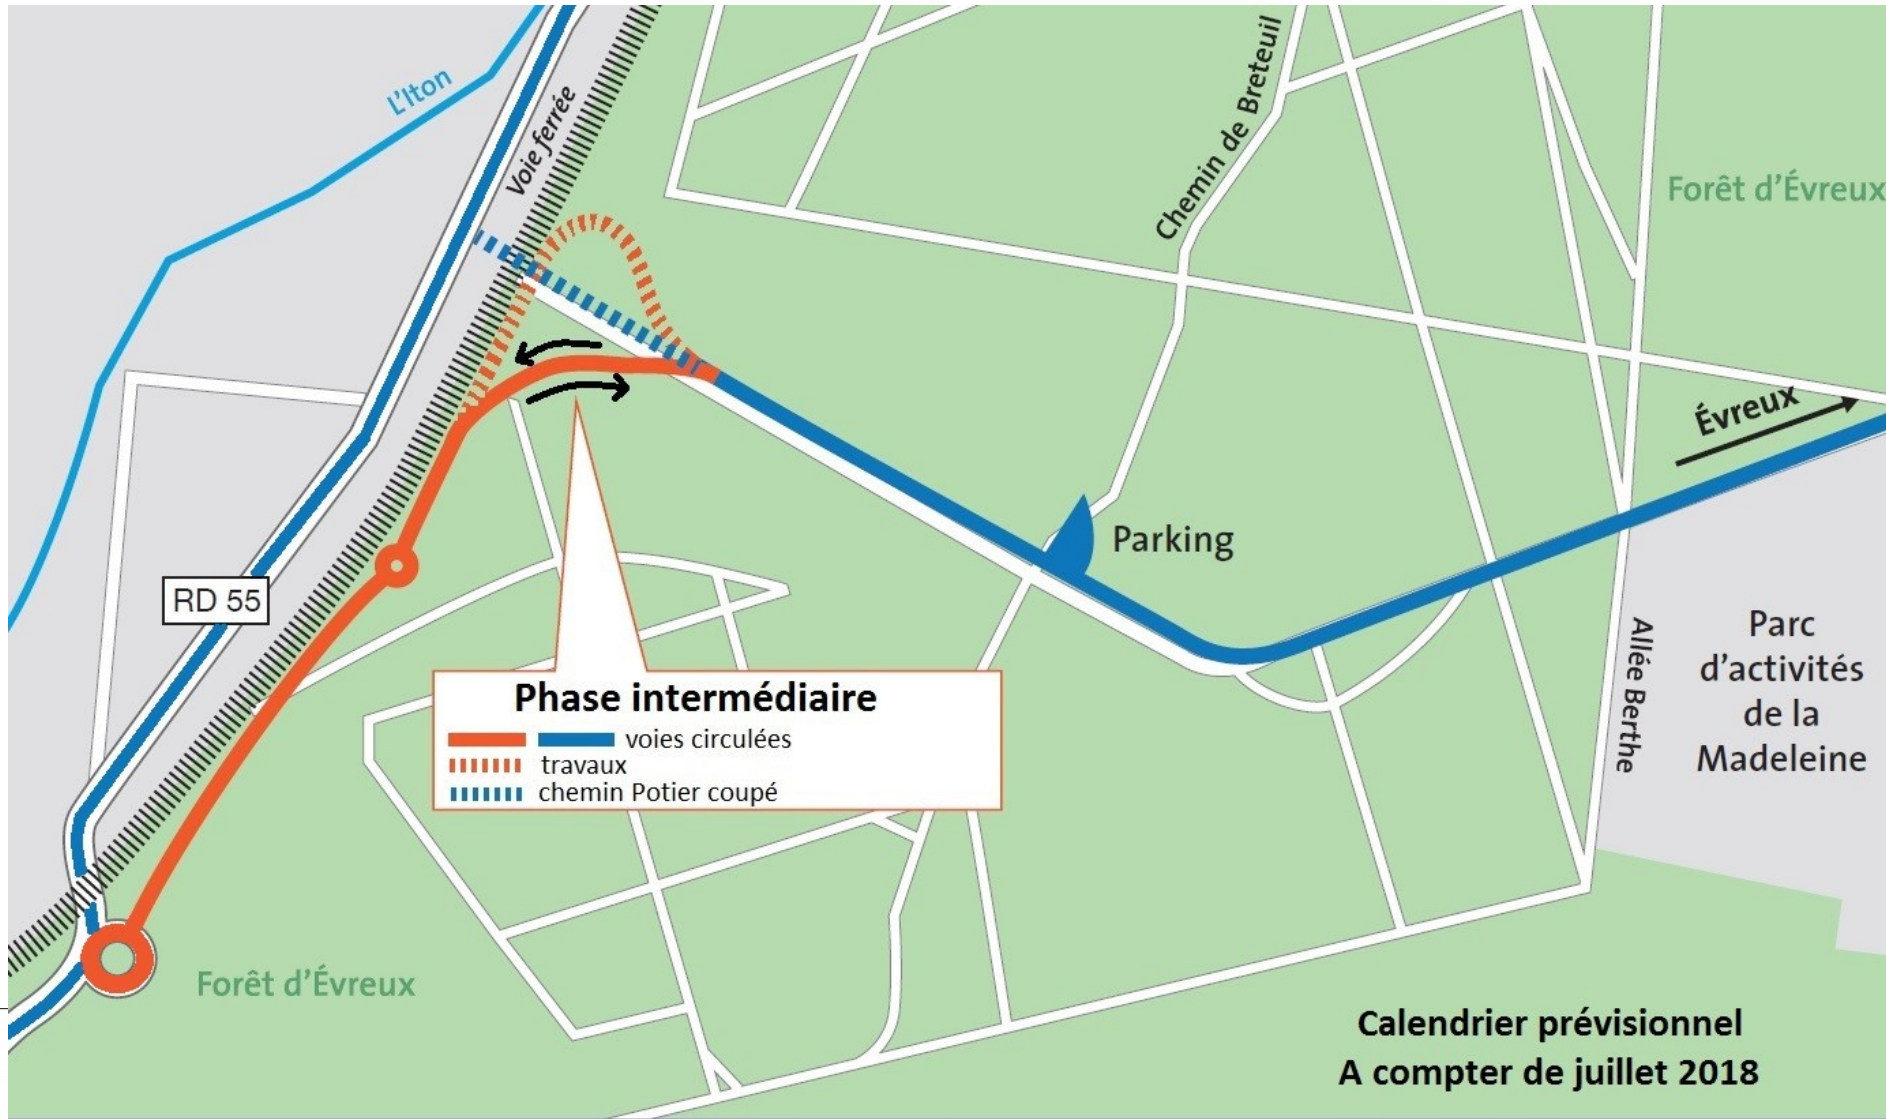 L'Iton
Voie ferrée
Chemin de Breteuil
Forêt d'Évreux
Évreux
Parking
RD 55
Allée Berthe
Parc
d'activités
de la
Madeleine
Phase intermédiaire
voies circulées
travaux
chemin Potier coupé
Forêt d'Évreux
Calendrier prévisionnel
A compter de juillet 2018